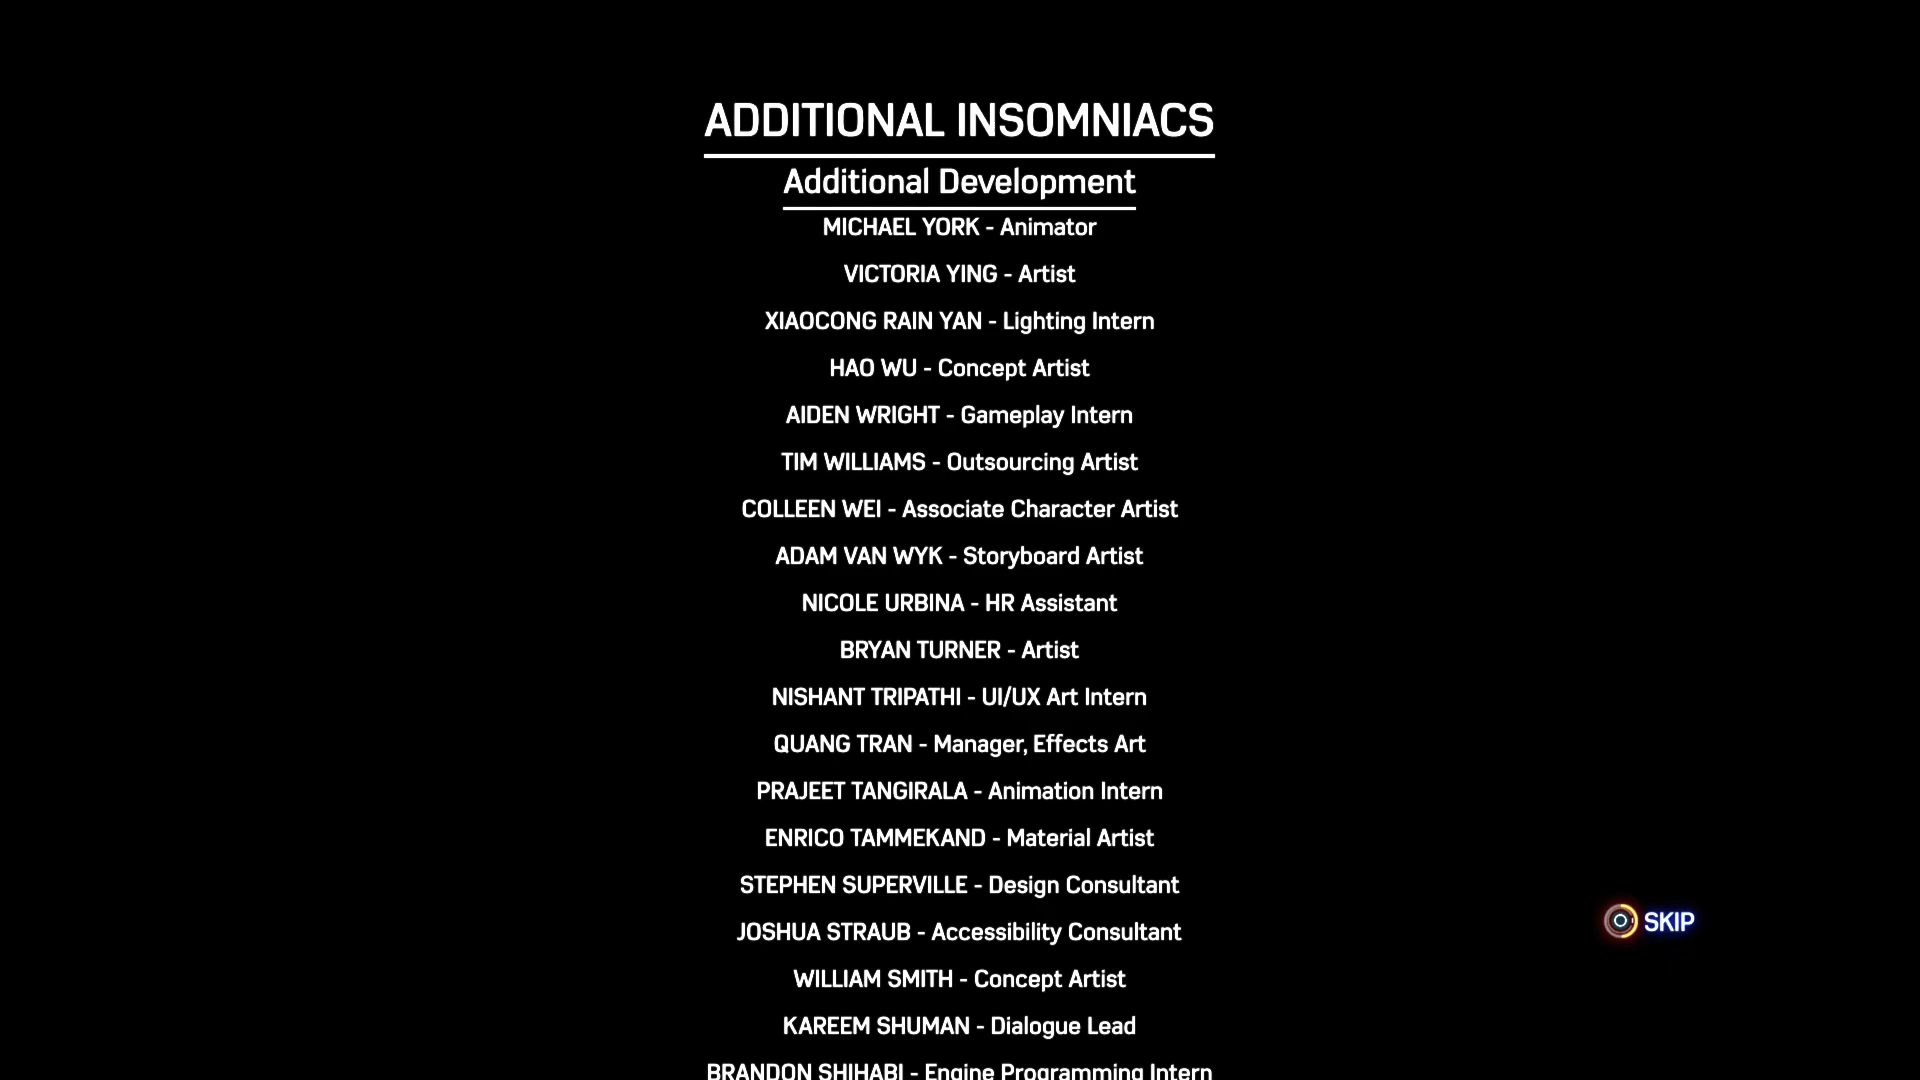 ADDITIONAL INSOMNIACS
Additional Development
MICHAEL YORK - Animator
VICTORIA YING - Artist
XIAOCONG RAIN YAN - Lighting Intern
HAO WU - Concept Artist
AIDEN WRIGHT - Gameplay Intern
TIM WILLIAMS - Outsourcing Artist
COLLEEN WEI - Associate Character Artist
ADAM VAN WYK - Storyboard Artist
NICOLE URBINA - HR Assistant
BRYAN TURNER - Artist
NISHANT TRIPATHI - UI/UX Art Intern
QUANG TRAN - Manager, Effects Art
PRAJEET TANGIRALA - Animation Intern
ENRICO TAMMEKAND - Material Artist
STEPHEN SUPERVILLE - Design Consultant
SKIP
JOSHUA STRAUB - Accessibility Consultant
WILLIAM SMITH - Concept Artist
KAREEM SHUMAN - Dialogue Lead
BRANDON SHIHABI - Engine Programming Intern